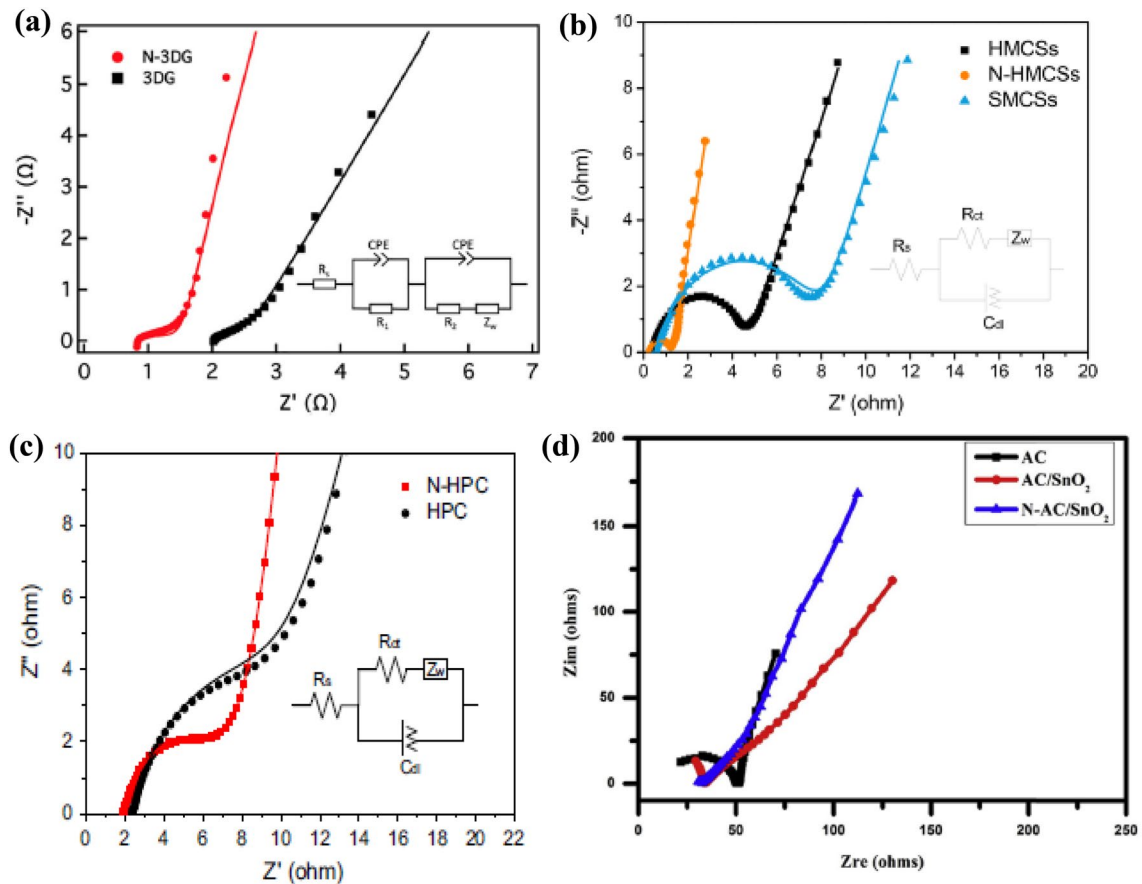 (a)
N-3DG
3DG
-Z'' (Ω)
6
5
4
3
2
1
0
CPE
CPE
Rs
R1
R2
Zw
0 1 2 3 4 5 6 7
Z' (Ω)
(b)
HMCSs
N-HMCSs
SMCSs
-Z'' (ohm)
10
8
6
4
2
0
Rct
Rs
Zw
Cdl
0 2 4 6 8 10 12 14 16 18 20
Z' (ohm)
(c)
N-HPC
HPC
Z'' (ohm)
10
8
6
4
2
0
Rct
Rs
Zw
Cdl
0 2 4 6 8 10 12 14 16 18 20 22
Z' (ohm)
(d)
AC
AC/SnO2
N-AC/SnO2
Zim (ohms)
200
150
100
50
0
0 50 100 150 200 250
Zre (ohms)